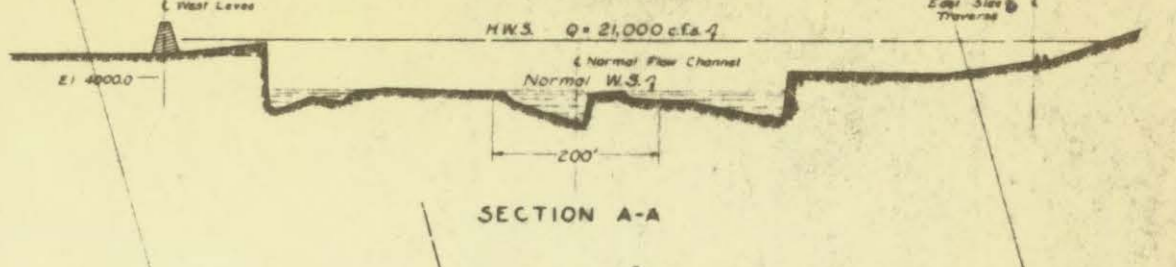 ℄ West Levee
East Side ℄
Traverse
H.W.S. Q = 21,000 c.f.s.
℄ Normal Flow Channel
El 4000.0
Normal W.S.
200'
SECTION A-A